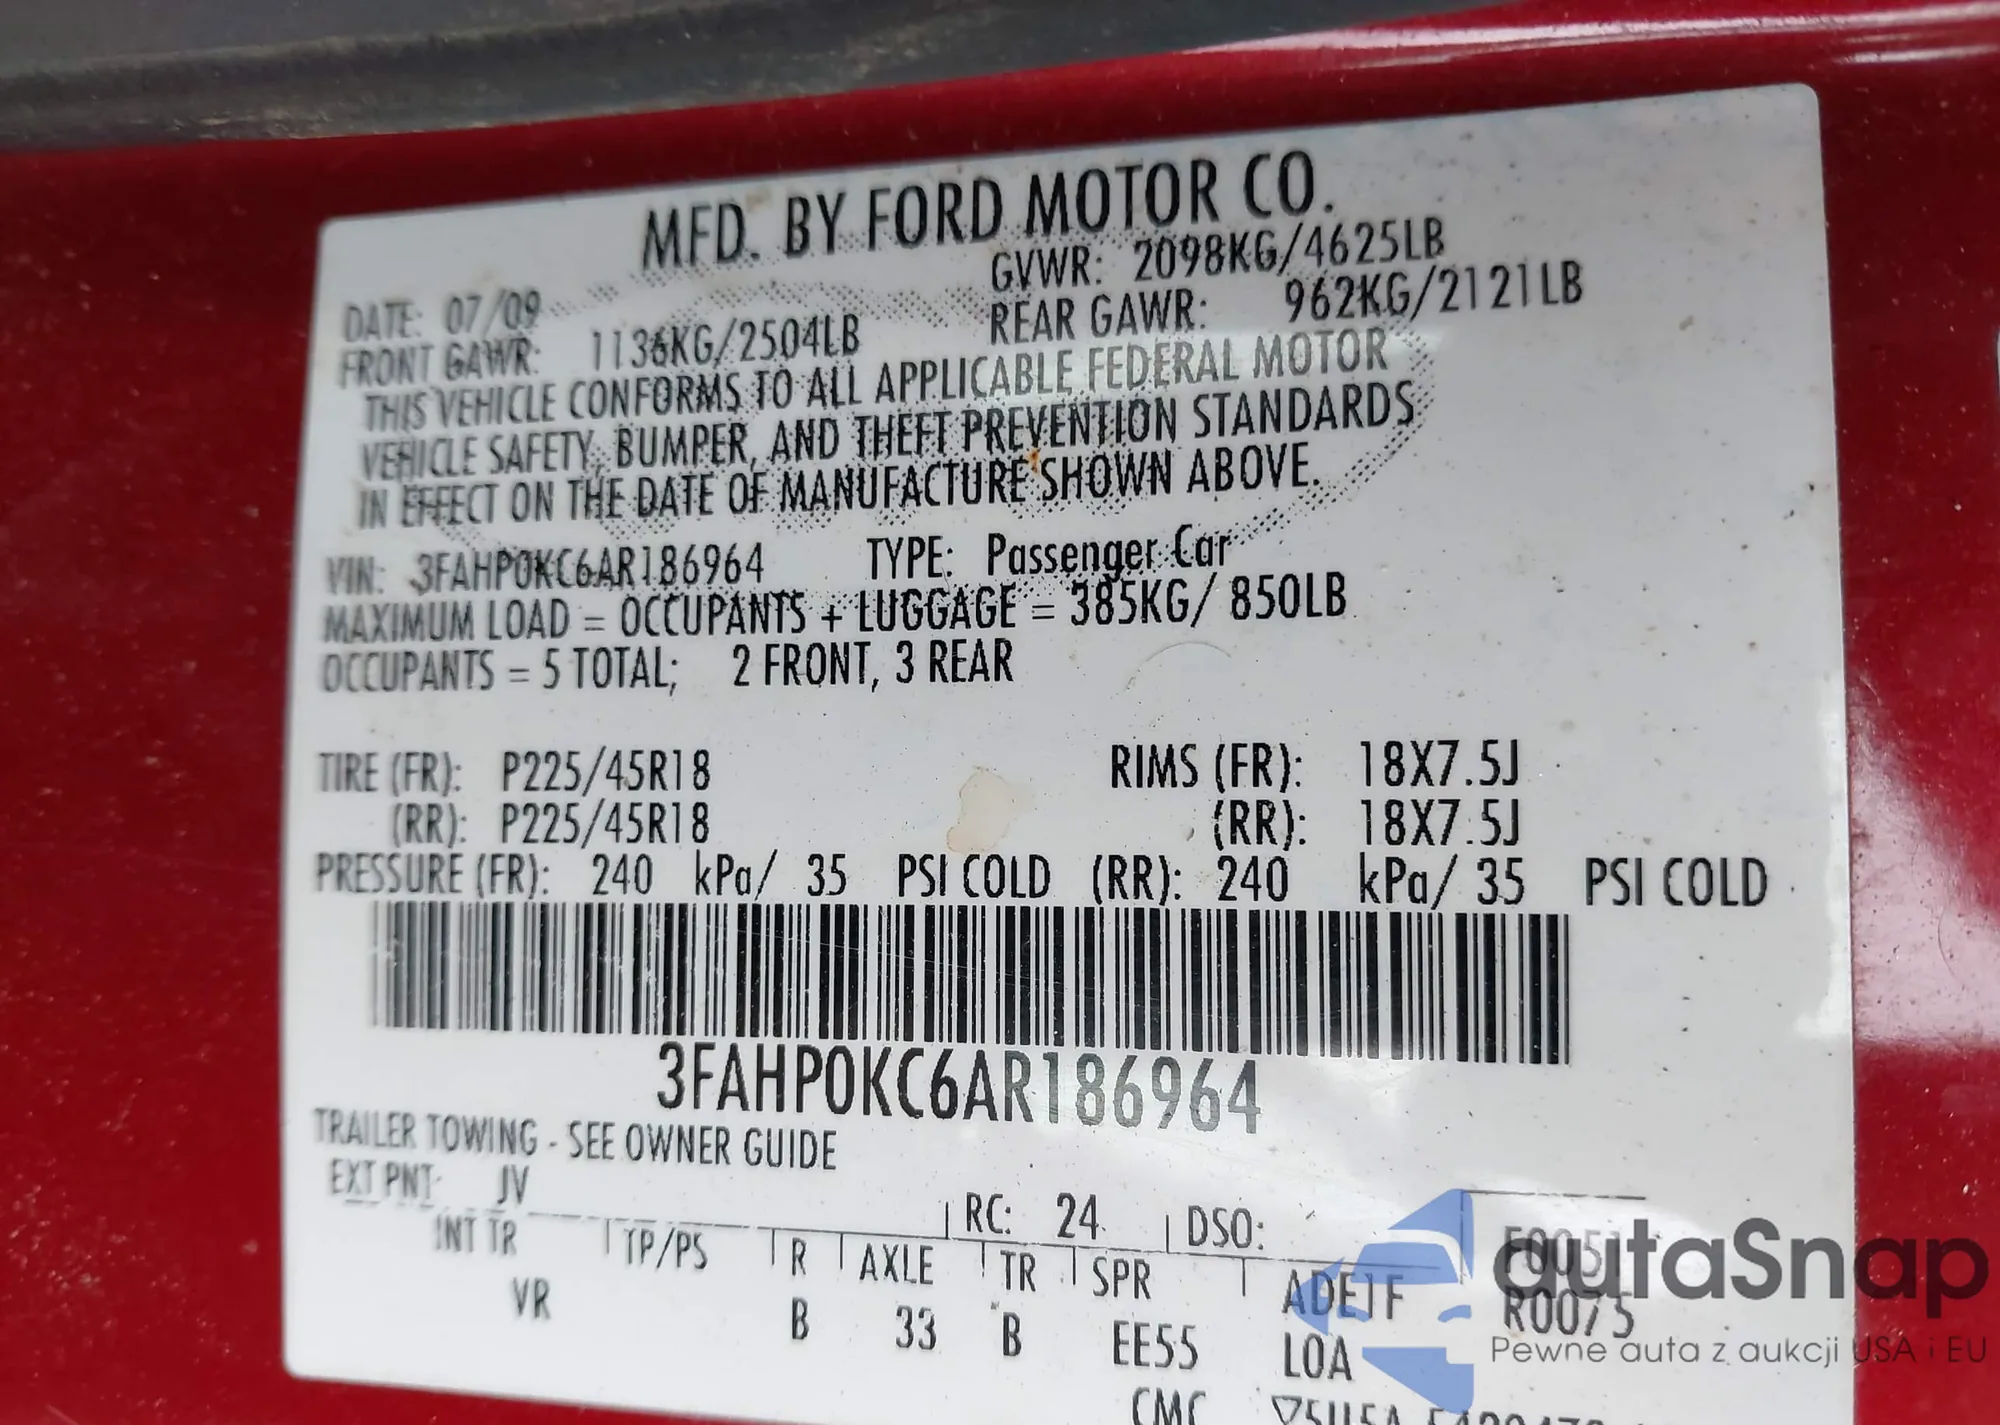 MFD. BY FORD MOTOR CO.
DATE: 07/09 GVWR: 2098KG/4625LB
FRONT GAWR: 1136KG/2504LB REAR GAWR: 962KG/2121LB
THIS VEHICLE CONFORMS TO ALL APPLICABLE FEDERAL MOTOR
VEHICLE SAFETY, BUMPER, AND THEFT PREVENTION STANDARDS
IN EFFECT ON THE DATE OF MANUFACTURE SHOWN ABOVE.
VIN: 3FAHP0KC6AR186964 TYPE: Passenger Car
MAXIMUM LOAD = OCCUPANTS + LUGGAGE = 385KG/ 850LB
OCCUPANTS = 5 TOTAL; 2 FRONT, 3 REAR
TIRE (FR): P225/45R18 RIMS (FR): 18X7.5J
(RR): P225/45R18 (RR): 18X7.5J
PRESSURE (FR): 240 kPa/ 35 PSI COLD (RR): 240 kPa/ 35 PSI COLD
3FAHP0KC6AR186964
TRAILER TOWING - SEE OWNER GUIDE
EXT PNT: JV RC: 24 DSO:
INT TR TP/PS R AXLE TR SPR ADE1F F0051
VR B 33 B EE55 LOA R0075
CMC
autaSnap
Pewne auta z aukcji USA i EU